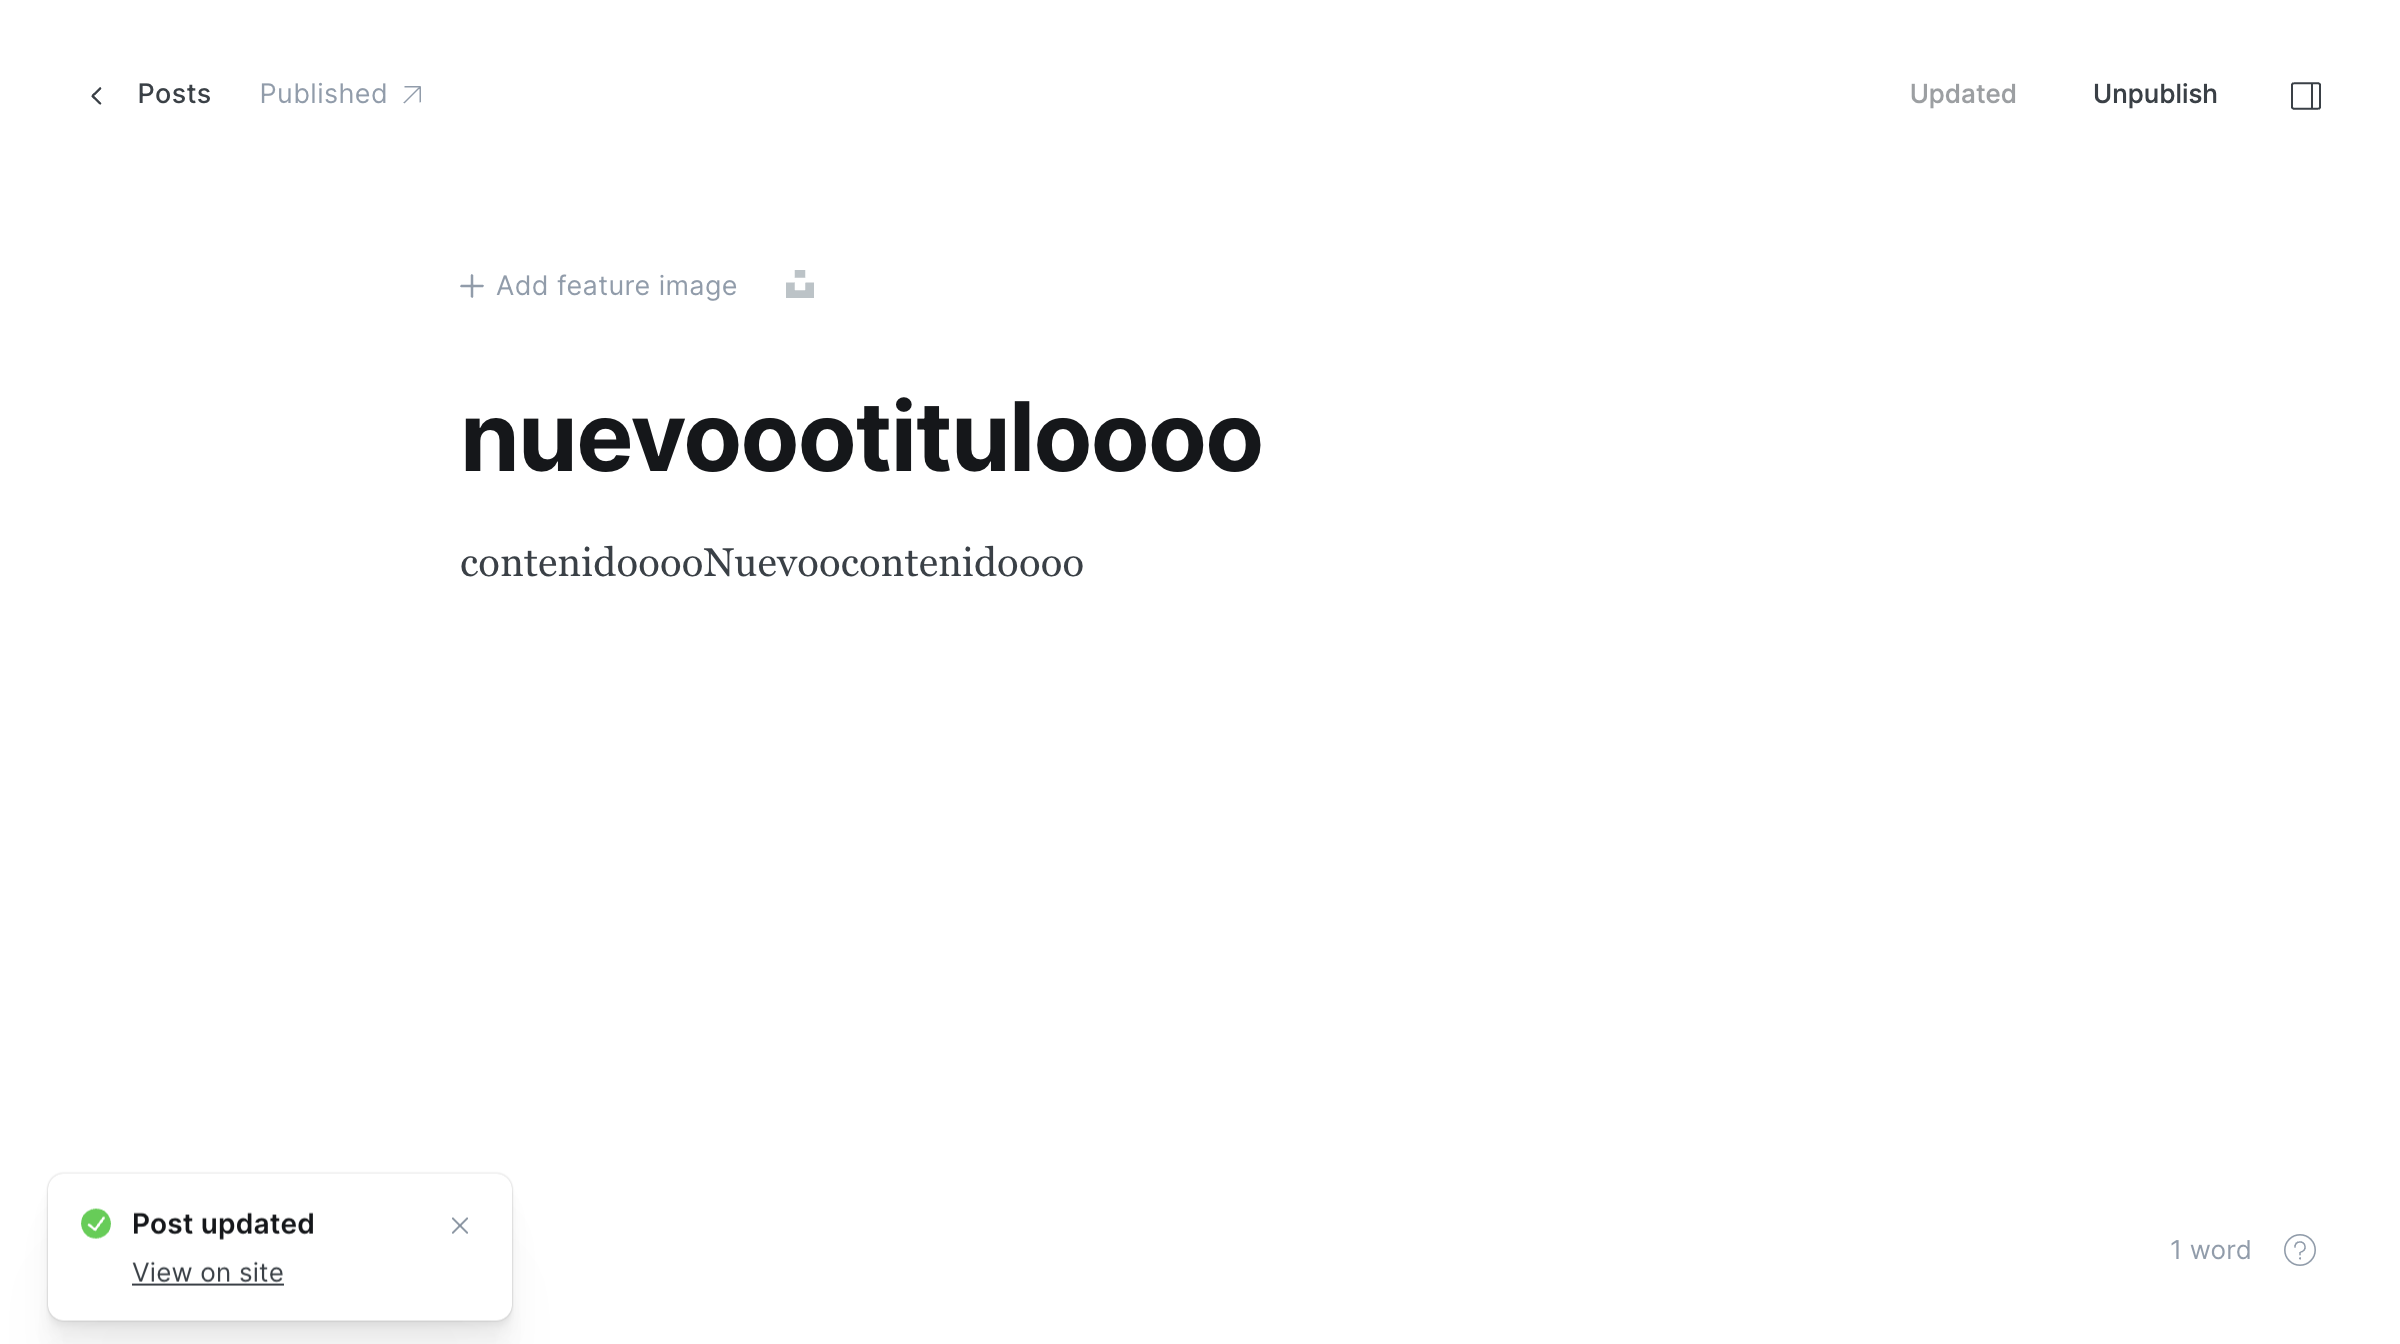 Posts Published Updated Unpublish
Add feature image
nuevoootituloooo
contenidooooNuevoocontenidoooo
Post updated
View on site
1 word